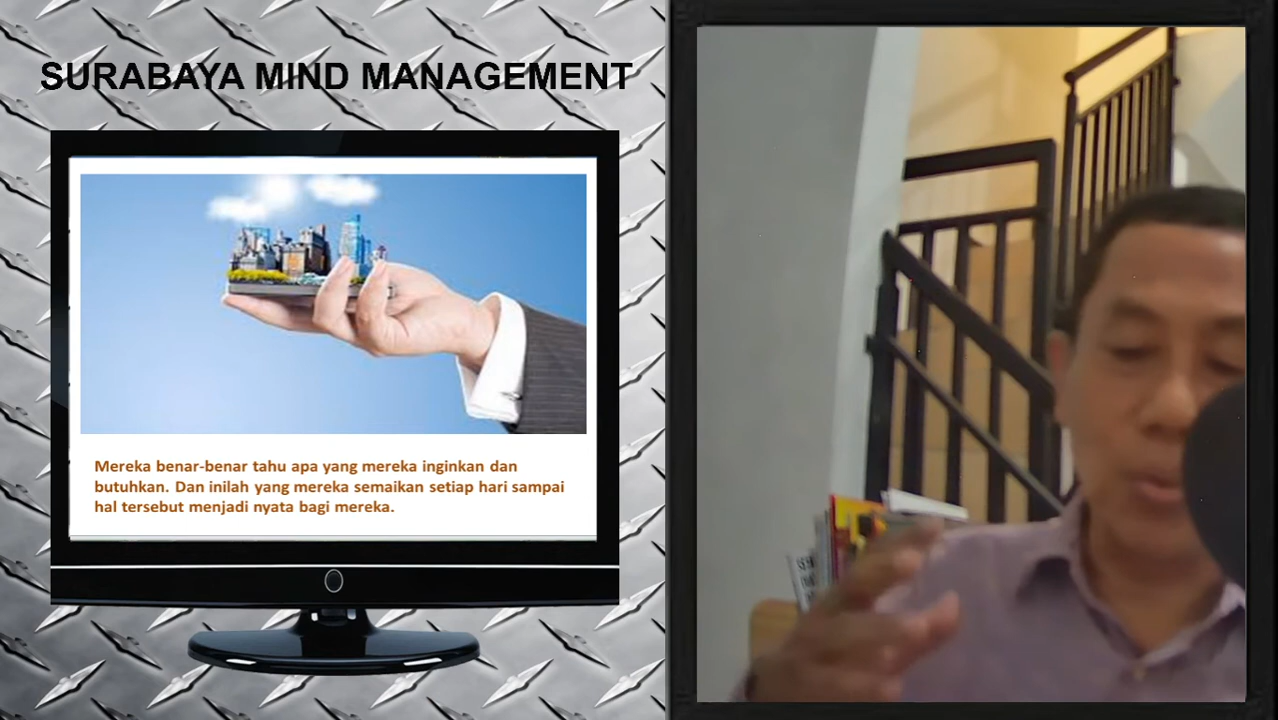 SURABAYA MIND MANAGEMENT
Mereka benar-benar tahu apa yang mereka inginkan dan
butuhkan. Dan inilah yang mereka semaikan setiap hari sampai
hal tersebut menjadi nyata bagi mereka.